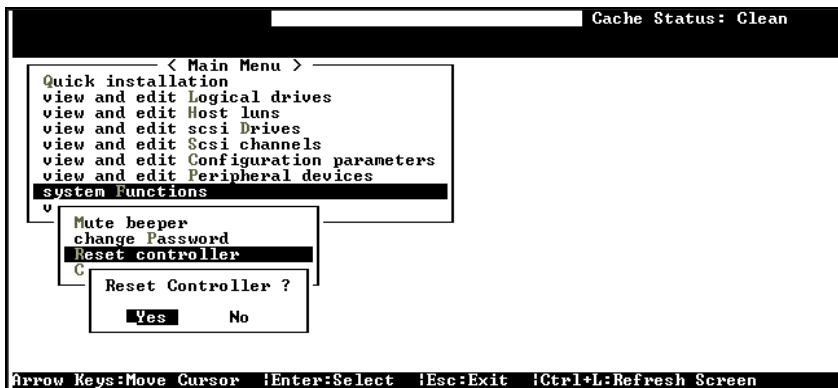 Cache Status: Clean
< Main Menu >
Quick installation
view and edit Logical drives
view and edit Host luns
view and edit scsi Drives
view and edit Scsi channels
view and edit Configuration parameters
view and edit Peripheral devices
system Functions
v
Mute beeper
change Password
Reset controller
C
Reset Controller ?
Yes No
Arrow Keys:Move Cursor |Enter:Select |Esc:Exit |Ctrl+L:Refresh Screen